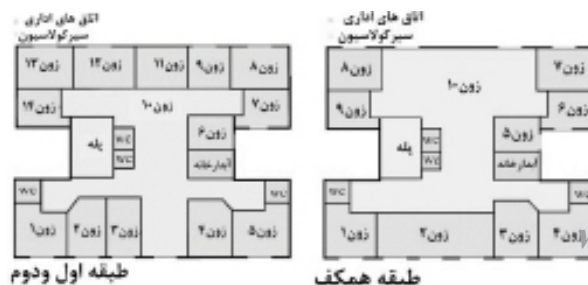 اتاق های اداری
سیرکولاسیون
زون۱۳
زون۱۲
زون۱۱
زون۹
زون۸
زون۱۴
زون۱۰
زون۷
پله
wc
wc
زون۶
آبدارخانه
wc
wc
زون۱
زون۲
زون۳
زون۴
زون۵
طبقه اول ودوم
اتاق های اداری
سیرکولاسیون
زون۸
زون۱۰
زون۷
زون۹
زون۶
پله
wc
wc
زون۵
آبدارخانه
wc
wc
زون۱
زون۲
زون۳
زون۴
طبقه همکف